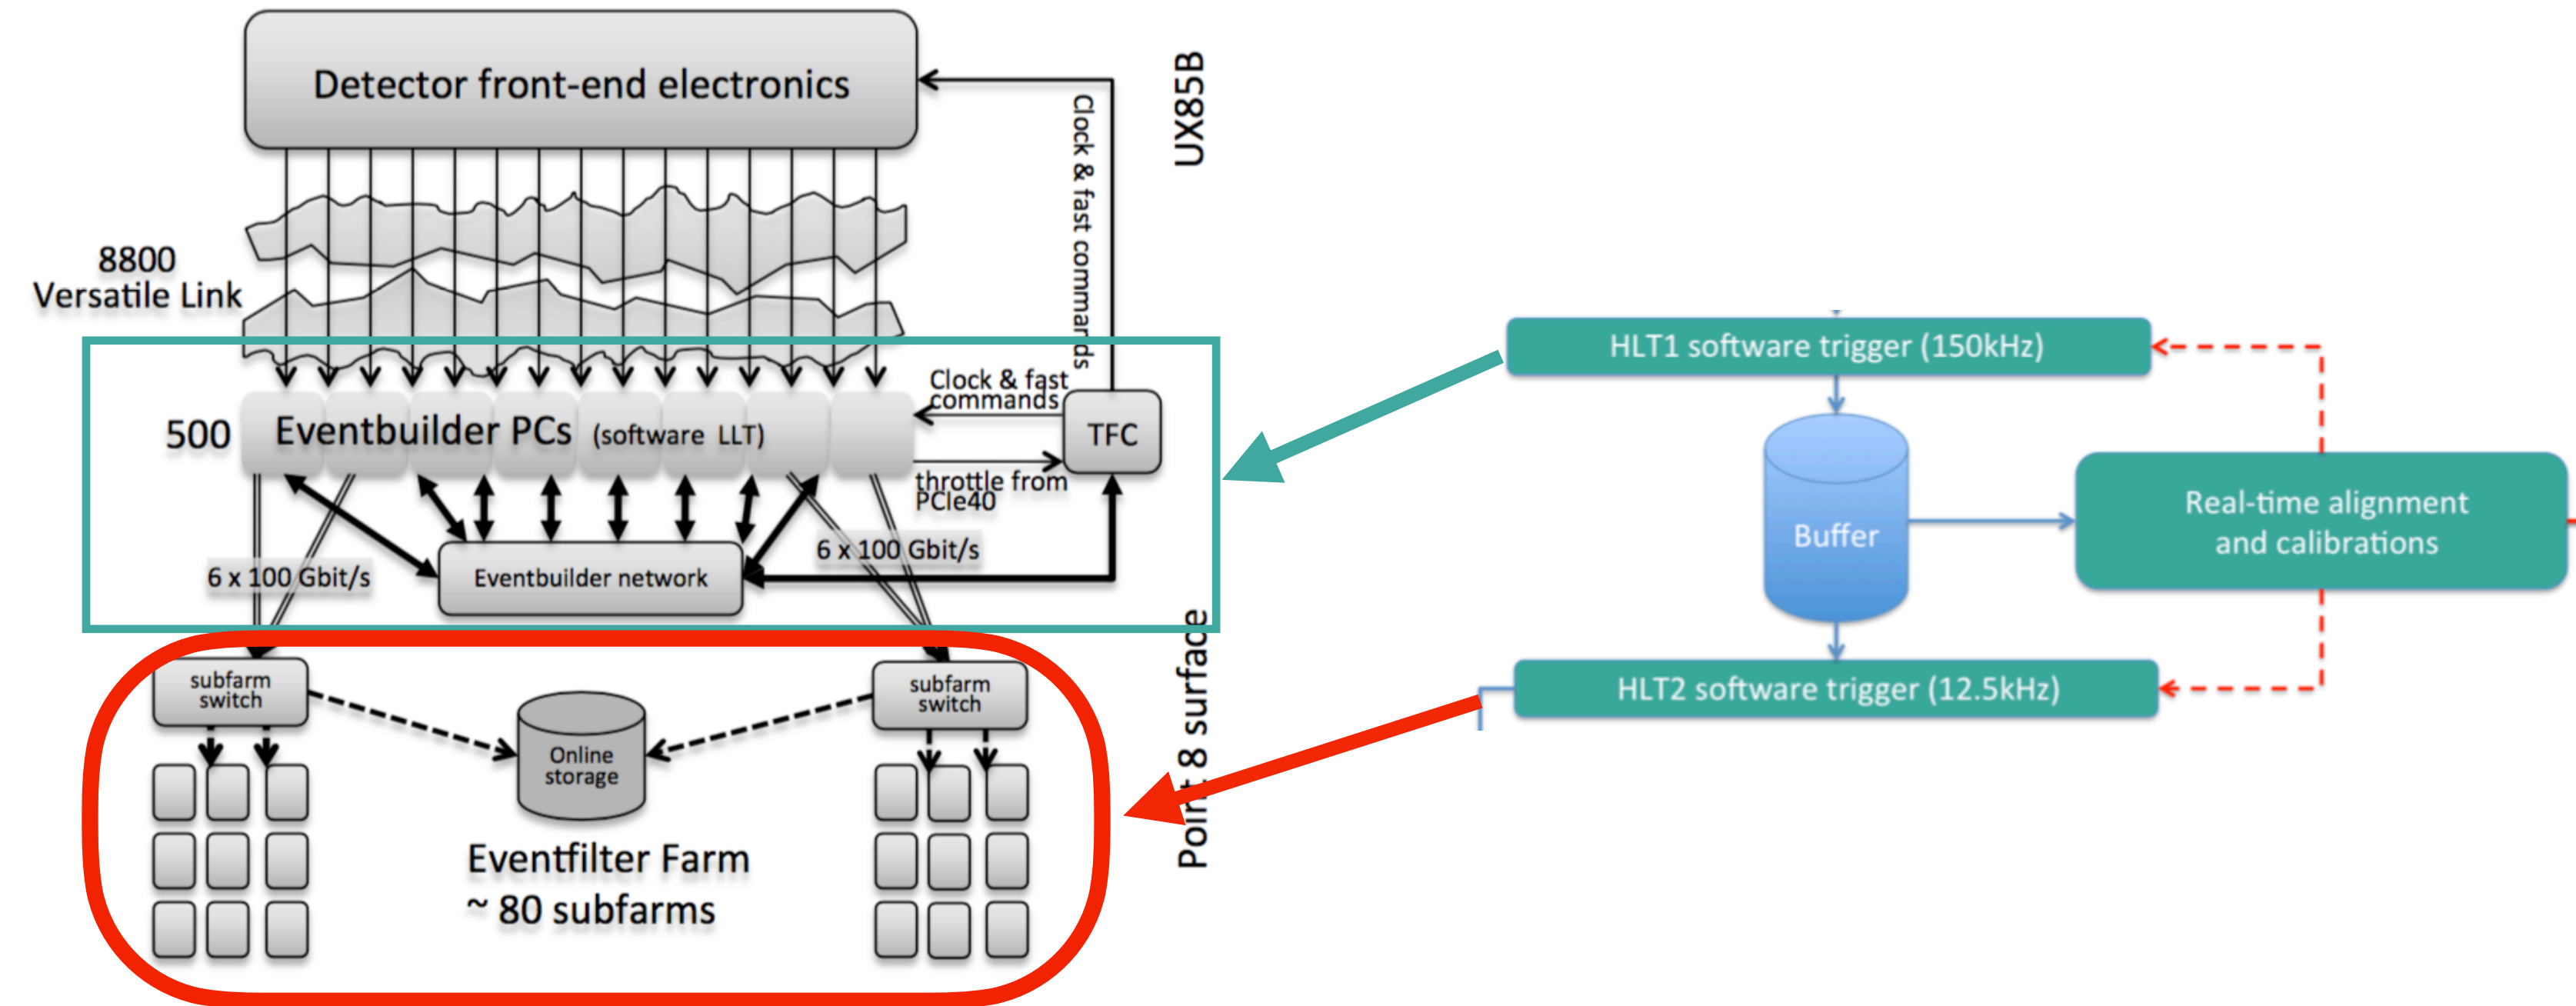 Detector front-end electronics
UX85B
Clock & fast commands
8800
Versatile Link
500
Eventbuilder PCs (software LLT)
Clock & fast
commands
TFC
throttle from
PCIe40
6 x 100 Gbit/s
Eventbuilder network
6 x 100 Gbit/s
Point 8 surface
subfarm
switch
subfarm
switch
Online
storage
Eventfilter Farm
~ 80 subfarms
HLT1 software trigger (150kHz)
Buffer
Real-time alignment
and calibrations
HLT2 software trigger (12.5kHz)